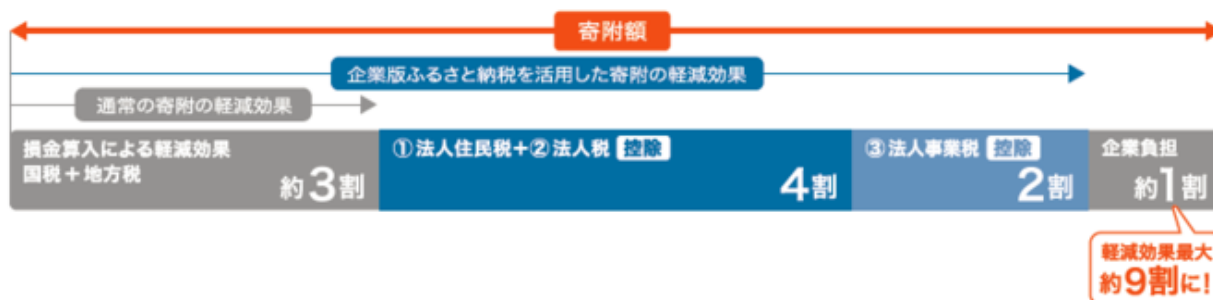 寄附額
企業版ふるさと納税を活用した寄附の軽減効果
通常の寄附の軽減効果
損金算入による軽減効果
国税+地方税
約3割
①法人住民税+②法人税 控除
4割
③法人事業税 控除
2割
企業負担
約1割
軽減効果最大
約9割に!